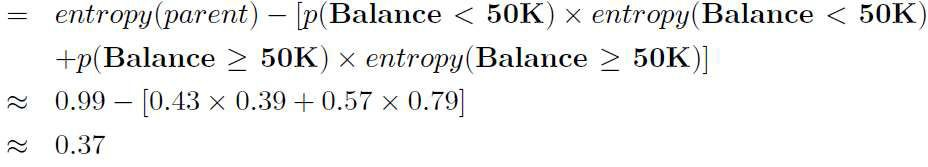 = entropy(parent) − [p(Balance < 50K) × entropy(Balance < 50K)
+p(Balance ≥ 50K) × entropy(Balance ≥ 50K)]
≈ 0.99 − [0.43 × 0.39 + 0.57 × 0.79]
≈ 0.37